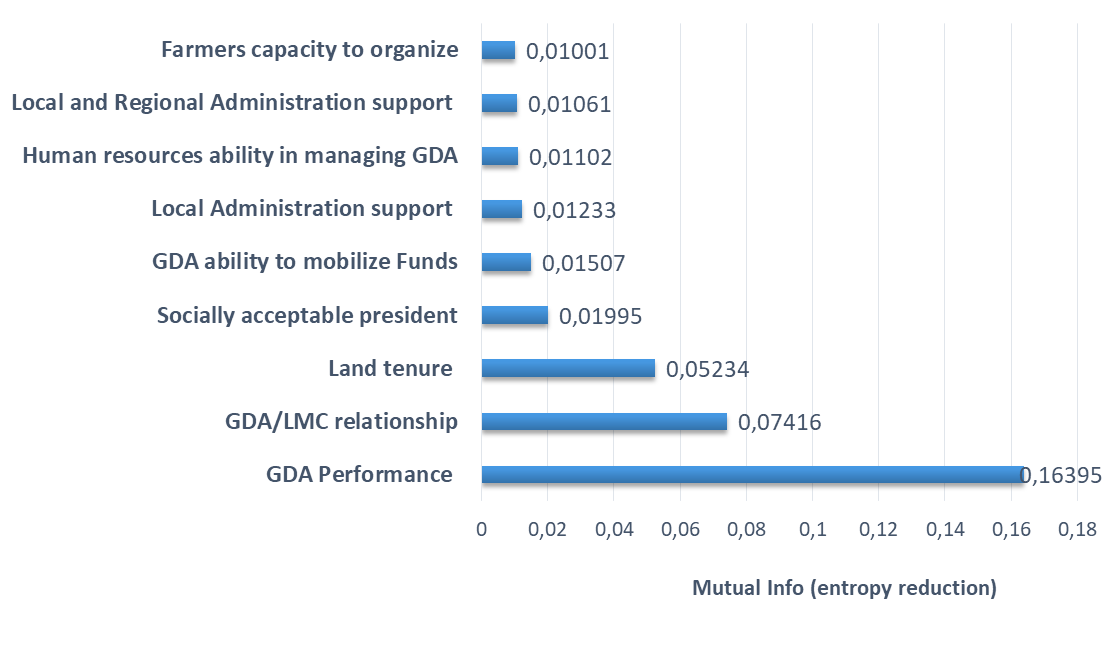 Farmers capacity to organize 0,01001
Local and Regional Administration support 0,01061
Human resources ability in managing GDA 0,01102
Local Administration support 0,01233
GDA ability to mobilize Funds 0,01507
Socially acceptable president 0,01995
Land tenure 0,05234
GDA/LMC relationship 0,07416
GDA Performance 0,16395
0 0,02 0,04 0,06 0,08 0,1 0,12 0,14 0,16 0,18
Mutual Info (entropy reduction)